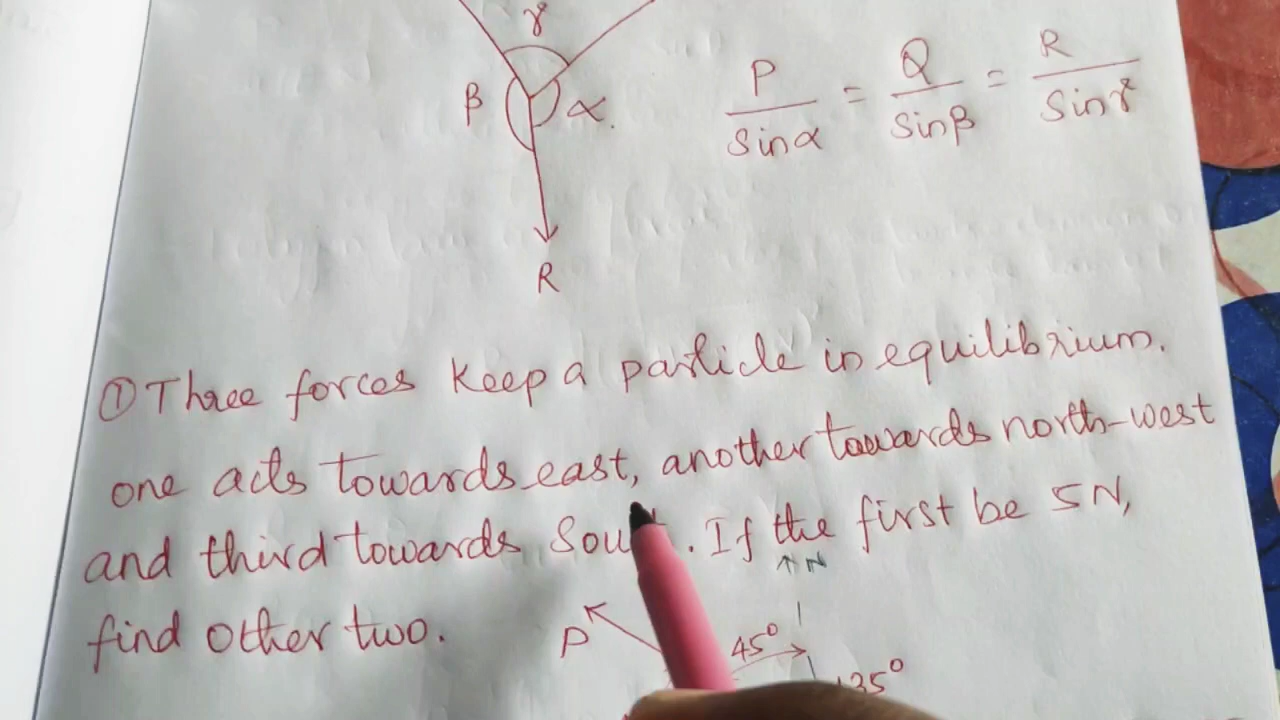 γ
β α
P/sinα = Q/sinβ = R/sinγ
R
① Three forces keep a particle in equilibrium.
one acts towards east, another towards north-west
and third towards . If the first be 5N,
find other two.
↑ N
P 45°
35°